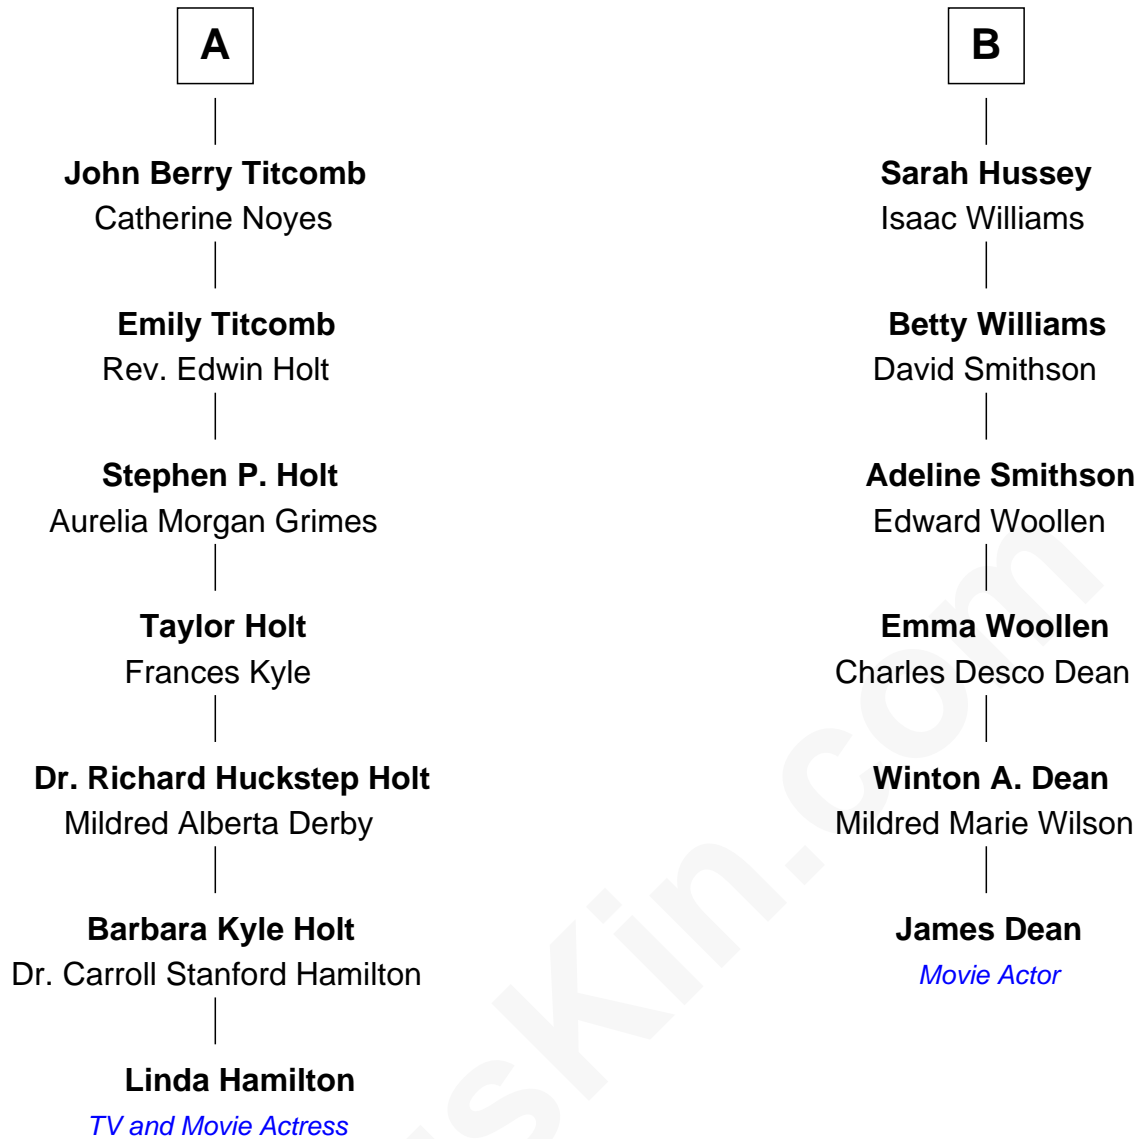 A
John Berry Titcomb
Catherine Noyes
Emily Titcomb
Rev. Edwin Holt
Stephen P. Holt
Aurelia Morgan Grimes
Taylor Holt
Frances Kyle
Dr. Richard Huckstep Holt
Mildred Alberta Derby
Barbara Kyle Holt
Dr. Carroll Stanford Hamilton
Linda Hamilton
TV and Movie Actress
B
Sarah Hussey
Isaac Williams
Betty Williams
David Smithson
Adeline Smithson
Edward Woollen
Emma Woollen
Charles Desco Dean
Winton A. Dean
Mildred Marie Wilson
James Dean
Movie Actor
sKin.com